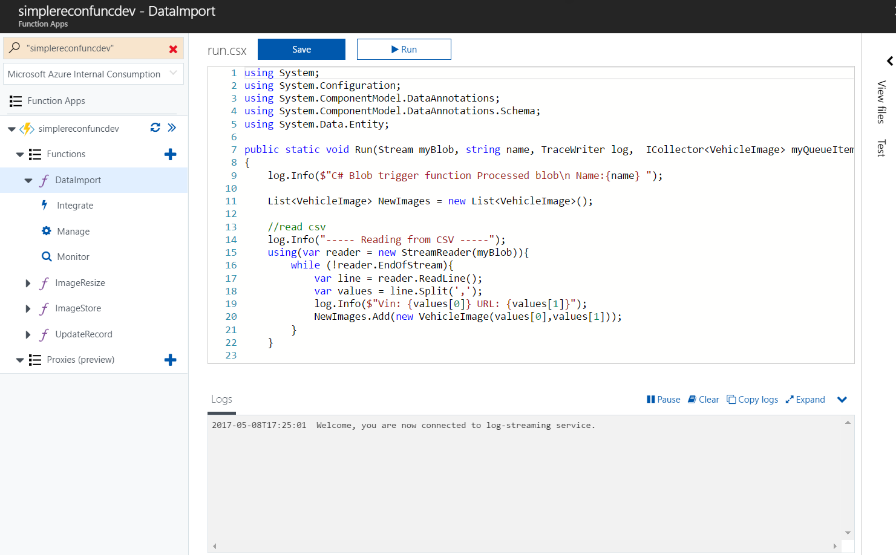 simplereconfuncdev - DataImport
Function Apps
"simplereconfuncdev"
Microsoft Azure Internal Consumption
Function Apps
simplereconfuncdev
Functions
DataImport
Integrate
Manage
Monitor
ImageResize
ImageStore
UpdateRecord
Proxies (preview)
run.csx
Save
Run
1 using System;
2 using System.Configuration;
3 using System.ComponentModel.DataAnnotations;
4 using System.ComponentModel.DataAnnotations.Schema;
5 using System.Data.Entity;
6
7 public static void Run(Stream myBlob, string name, TraceWriter log,  ICollector<VehicleImage> myQueueItem
8 {
9     log.Info($"C# Blob trigger function Processed blob\n Name:{name} ");
10
11     List<VehicleImage> NewImages = new List<VehicleImage>();
12
13     //read csv
14     log.Info("----- Reading from CSV -----");
15     using(var reader = new StreamReader(myBlob)){
16         while (!reader.EndOfStream){
17             var line = reader.ReadLine();
18             var values = line.Split(',');
19             log.Info($"Vin: {values[0]} URL: {values[1]}");
20             NewImages.Add(new VehicleImage(values[0],values[1]));
21         }
22     }
23
View files
Test
Logs
Pause
Clear
Copy logs
Expand
2017-05-08T17:25:01  Welcome, you are now connected to log-streaming service.